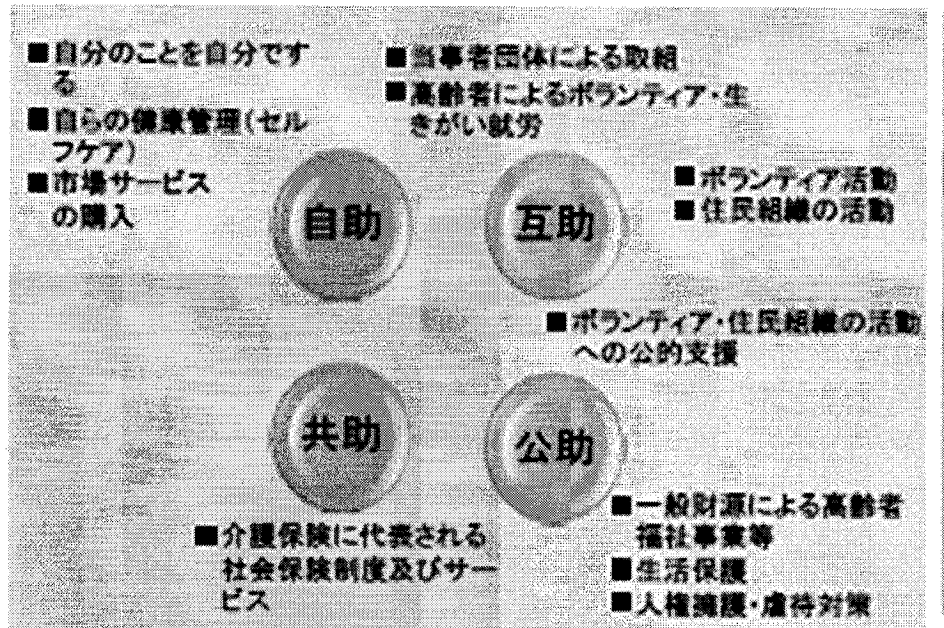 ■自分のことを自分です
る
■自らの健康管理(セル
フケア)
■市場サービス
の購入
■当事者団体による取組
■高齢者によるボランティア・生
きがい就労
自助
互助
■ボランティア活動
■住民組織の活動
■ボランティア・住民組織の活動
への公的支援
共助
公助
■介護保険に代表される
社会保険制度及びサー
ビス
■一般財源による高齢者
福祉事業等
■生活保護
■人権擁護・虐待対策